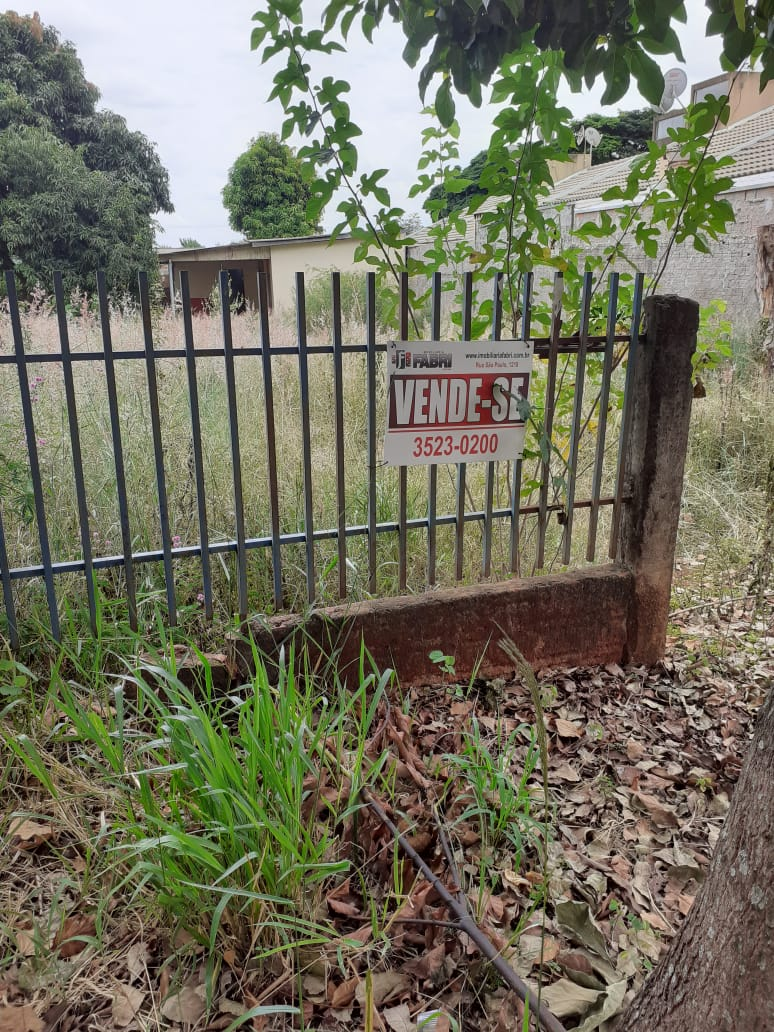 FABRI
www.imobiliariafabri.com.br
Rua São Paulo, 1219
VENDE-SE
3523-0200